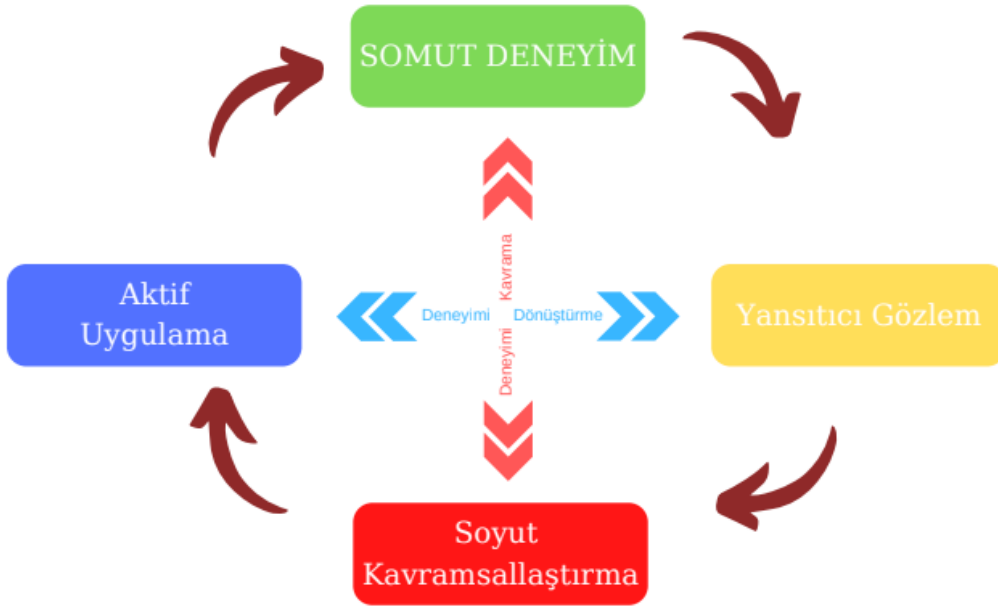 SOMUT DENEYİM
Aktif
Uygulama
Deneyimi Dönüştürme
Deneyimi Kavrama
Yansıtıcı Gözlem
Soyut
Kavramsallaştırma